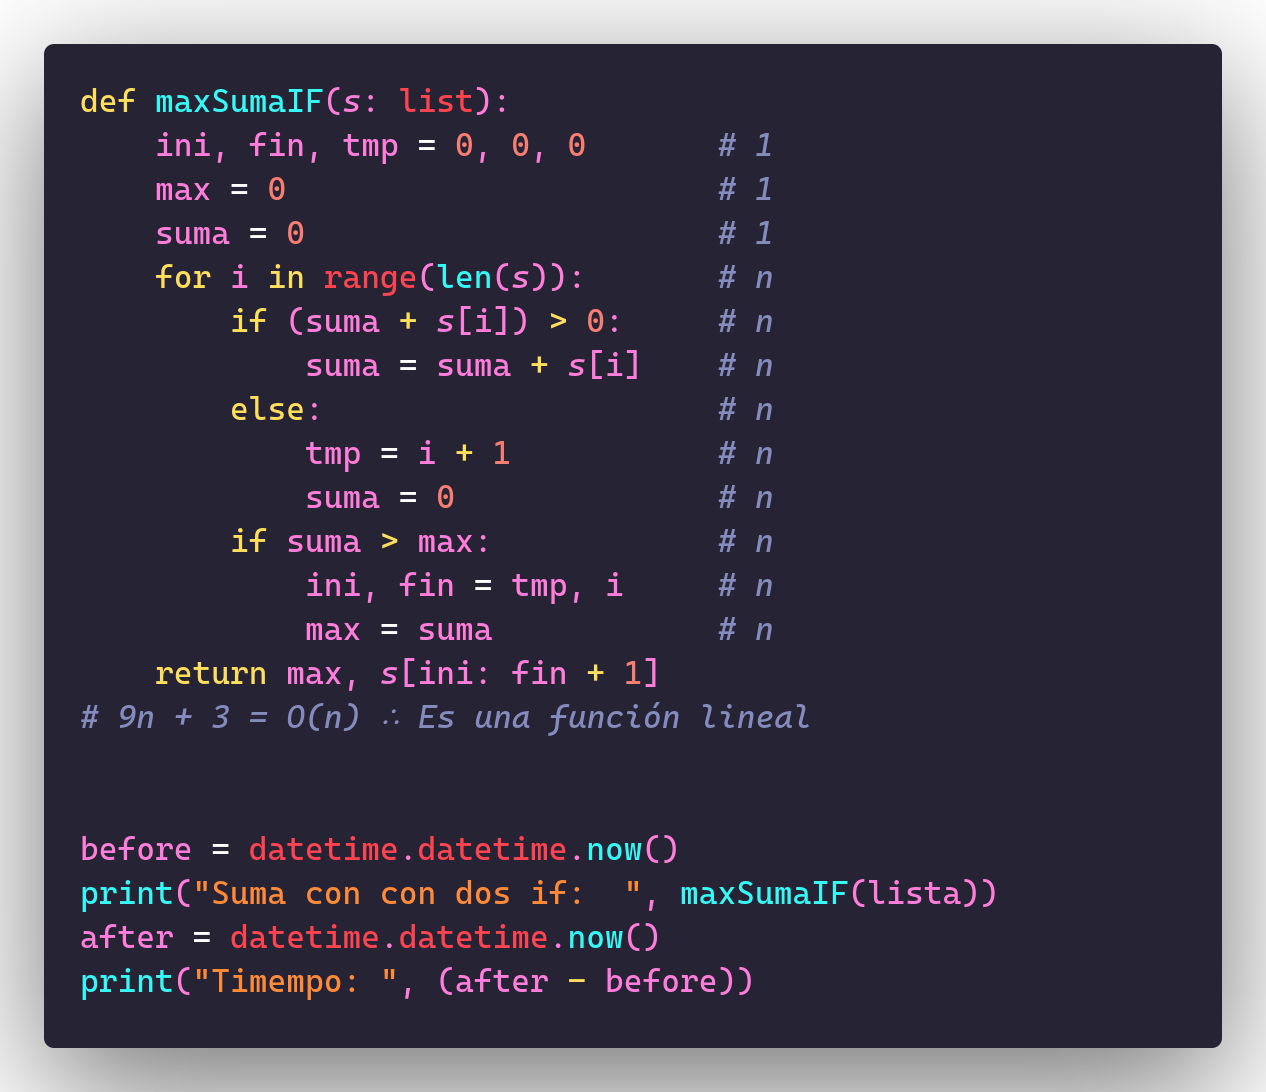 def maxSumaIF(s: list):
    ini, fin, tmp = 0, 0, 0       # 1
    max = 0                       # 1
    suma = 0                      # 1
    for i in range(len(s)):       # n
        if (suma + s[i]) > 0:     # n
            suma = suma + s[i]    # n
        else:                     # n
            tmp = i + 1           # n
            suma = 0              # n
        if suma > max:            # n
            ini, fin = tmp, i     # n
            max = suma            # n
    return max, s[ini: fin + 1]
# 9n + 3 = O(n) ∴ Es una función lineal
before = datetime.datetime.now()
print("Suma con con dos if:  ", maxSumaIF(lista))
after = datetime.datetime.now()
print("Timempo: ", (after - before))